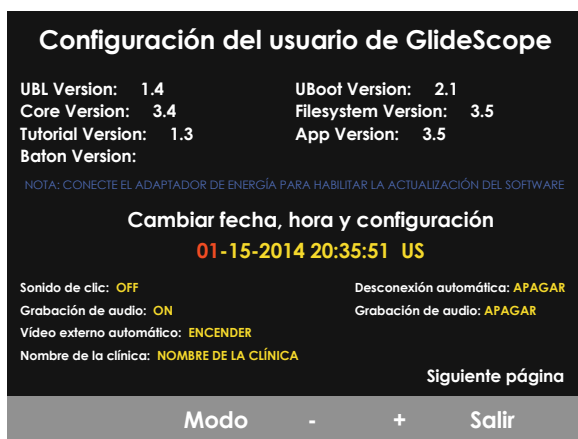 Configuración del usuario de GlideScope
UBL Version: 1.4 UBoot Version: 2.1
Core Version: 3.4 Filesystem Version: 3.5
Tutorial Version: 1.3 App Version: 3.5
Baton Version:
NOTA: CONECTE EL ADAPTADOR DE ENERGÍA PARA HABILITAR LA ACTUALIZACIÓN DEL SOFTWARE
Cambiar fecha, hora y configuración
01-15-2014 20:35:51 US
Sonido de clic: OFF Desconexión automática: APAGAR
Grabación de audio: ON Grabación de audio: APAGAR
Vídeo externo automático: ENCENDER
Nombre de la clínica: NOMBRE DE LA CLÍNICA
Siguiente página
Modo - + Salir